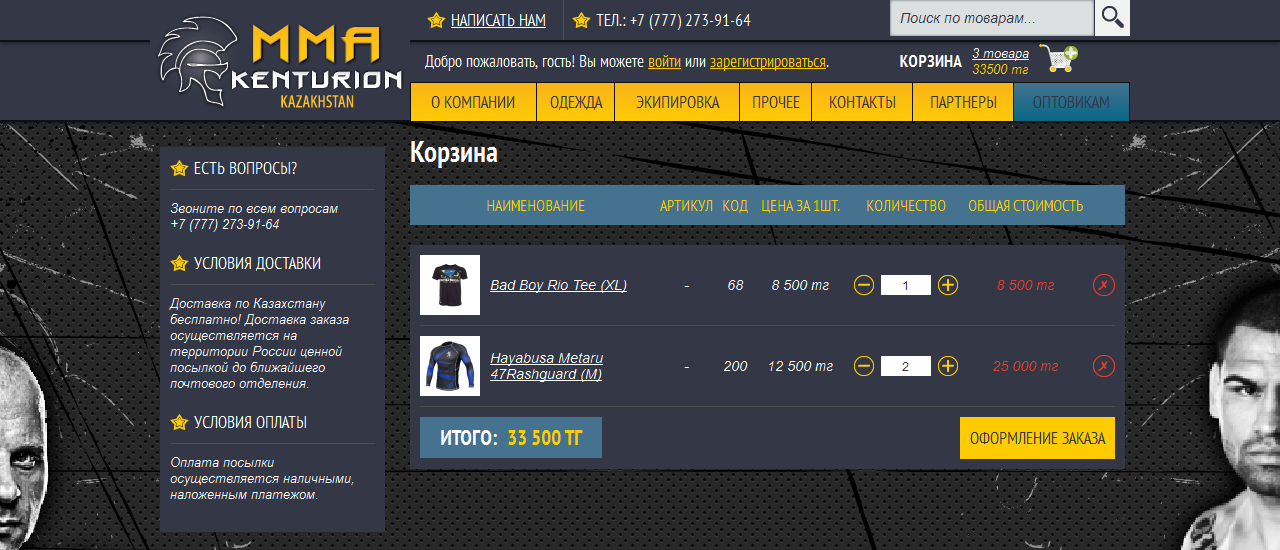 НАПИСАТЬ НАМ
ТЕЛ.: +7 (777) 273-91-64
Поиск по товарам...
MMA
KENTURION
KAZAKHSTAN
Добро пожаловать, гость! Вы можете войти или зарегистрироваться.
КОРЗИНА
3 товара
33500 тг
О КОМПАНИИ ОДЕЖДА ЭКИПИРОВКА ПРОЧЕЕ КОНТАКТЫ ПАРТНЕРЫ ОПТОВИКАМ
ЕСТЬ ВОПРОСЫ?
Звоните по всем вопросам
+7 (777) 273-91-64
УСЛОВИЯ ДОСТАВКИ
Доставка по Казахстану
бесплатно! Доставка заказа
осуществляется на
территории России ценной
посылкой до ближайшего
почтового отделения.
УСЛОВИЯ ОПЛАТЫ
Оплата посылки
осуществляется наличными,
наложенным платежом.
Корзина
НАИМЕНОВАНИЕ АРТИКУЛ КОД ЦЕНА ЗА 1ШТ. КОЛИЧЕСТВО ОБЩАЯ СТОИМОСТЬ
Bad Boy Rio Tee (XL) - 68 8 500 тг 1 8 500 тг
Hayabusa Metaru
47Rashguard (M) - 200 12 500 тг 2 25 000 тг
ИТОГО: 33 500 ТГ
ОФОРМЛЕНИЕ ЗАКАЗА